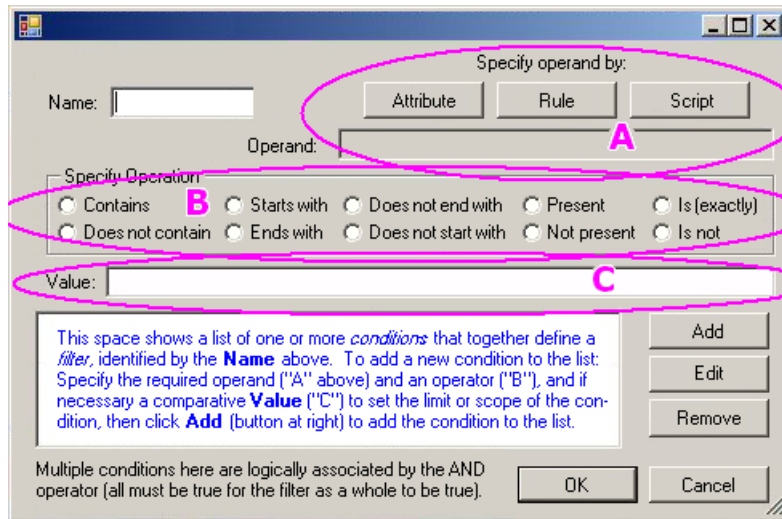 Specify operand by:
Name: Attribute Rule Script
Operand: A
Specify Operation
Contains B Starts with Does not end with Present Is (exactly)
Does not contain Ends with Does not start with Not present Is not
Value: C
This space shows a list of one or more conditions that together define a
filter, identified by the Name above. To add a new condition to the list:
Specify the required operand ("A" above) and an operator ("B"), and if
necessary a comparative Value ("C") to set the limit or scope of the con-
dition, then click Add (button at right) to add the condition to the list.
Add
Edit
Remove
Multiple conditions here are logically associated by the AND
operator (all must be true for the filter as a whole to be true).
OK Cancel